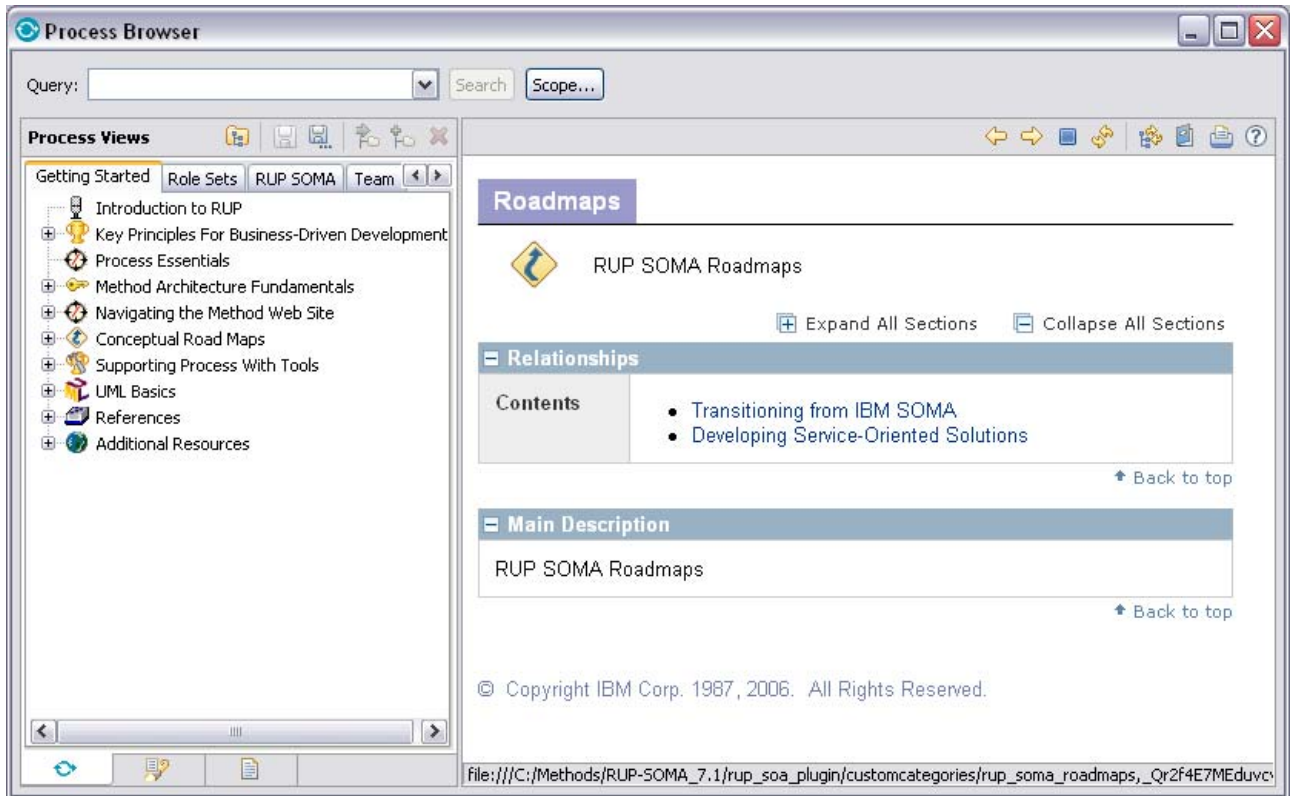 Process Browser
Query:
Search
Scope...
Process Views
Getting Started
Role Sets
RUP SOMA
Team
Introduction to RUP
Key Principles For Business-Driven Development
Process Essentials
Method Architecture Fundamentals
Navigating the Method Web Site
Conceptual Road Maps
Supporting Process With Tools
UML Basics
References
Additional Resources
Roadmaps
RUP SOMA Roadmaps
Expand All Sections
Collapse All Sections
Relationships
Contents
Transitioning from IBM SOMA
Developing Service-Oriented Solutions
Back to top
Main Description
RUP SOMA Roadmaps
Back to top
© Copyright IBM Corp. 1987, 2006. All Rights Reserved.
file:///C:/Methods/RUP-SOMA_7.1/rup_soa_plugin/customcategories/rup_soma_roadmaps,_Qr2f4E7MEduvc